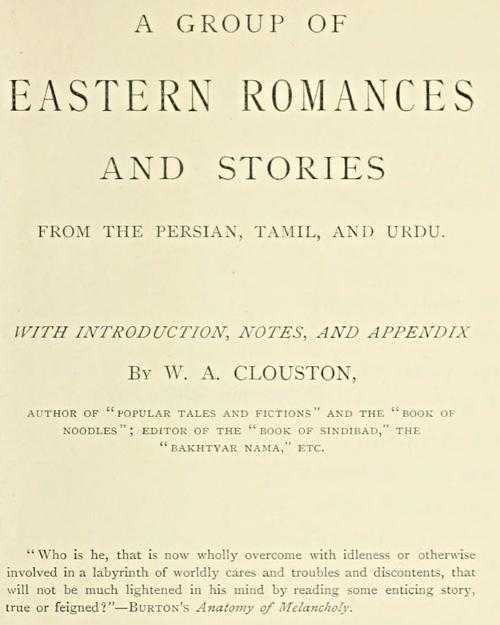 A GROUP OF
EASTERN ROMANCES
AND STORIES
FROM THE PERSIAN, TAMIL, AND URDU.
WITH INTRODUCTION, NOTES, AND APPENDIX
BY W. A. CLOUSTON,
AUTHOR OF "POPULAR TALES AND FICTIONS" AND THE "BOOK OF
NOODLES"; EDITOR OF THE "BOOK OF SINDIBAD," THE
"BAKHTYAR NAMA," ETC.
"Who is he, that is now wholly overcome with idleness or otherwise
involved in a labyrinth of worldly cares and troubles and discontents, that
will not be much lightened in his mind by reading some enticing story,
true or feigned?"—BURTON'S Anatomy of Melancholy.